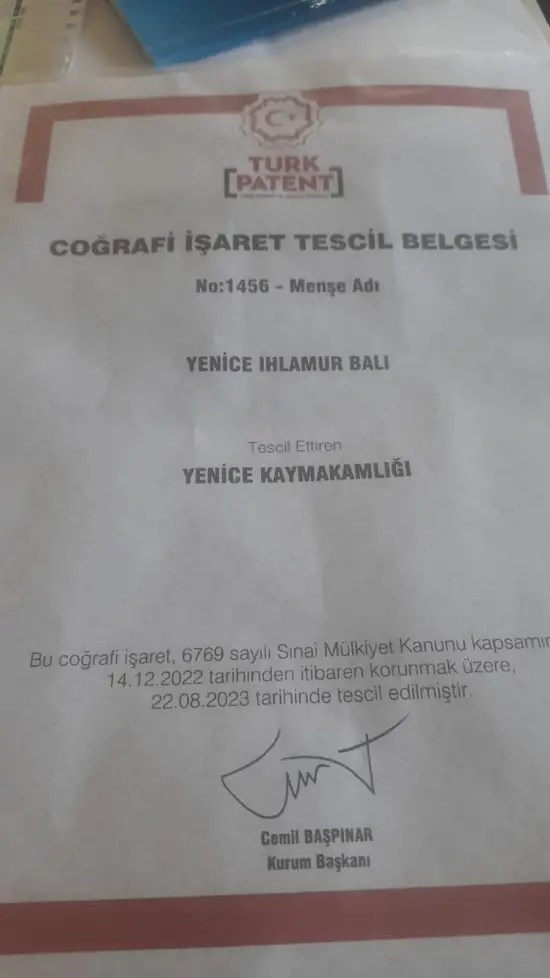 TÜRK
PATENT
COĞRAFİ İŞARET TESCİL BELGESİ
No:1456 - Menşe Adı
YENİCE IHLAMUR BALI
Tescil Ettiren
YENİCE KAYMAKAMLIĞI
Bu coğrafi işaret, 6769 sayılı Sınai Mülkiyet Kanunu kapsamın
14.12.2022 tarihinden itibaren korunmak üzere,
22.08.2023 tarihinde tescil edilmiştir.
Cemil BAŞPINAR
Kurum Başkanı